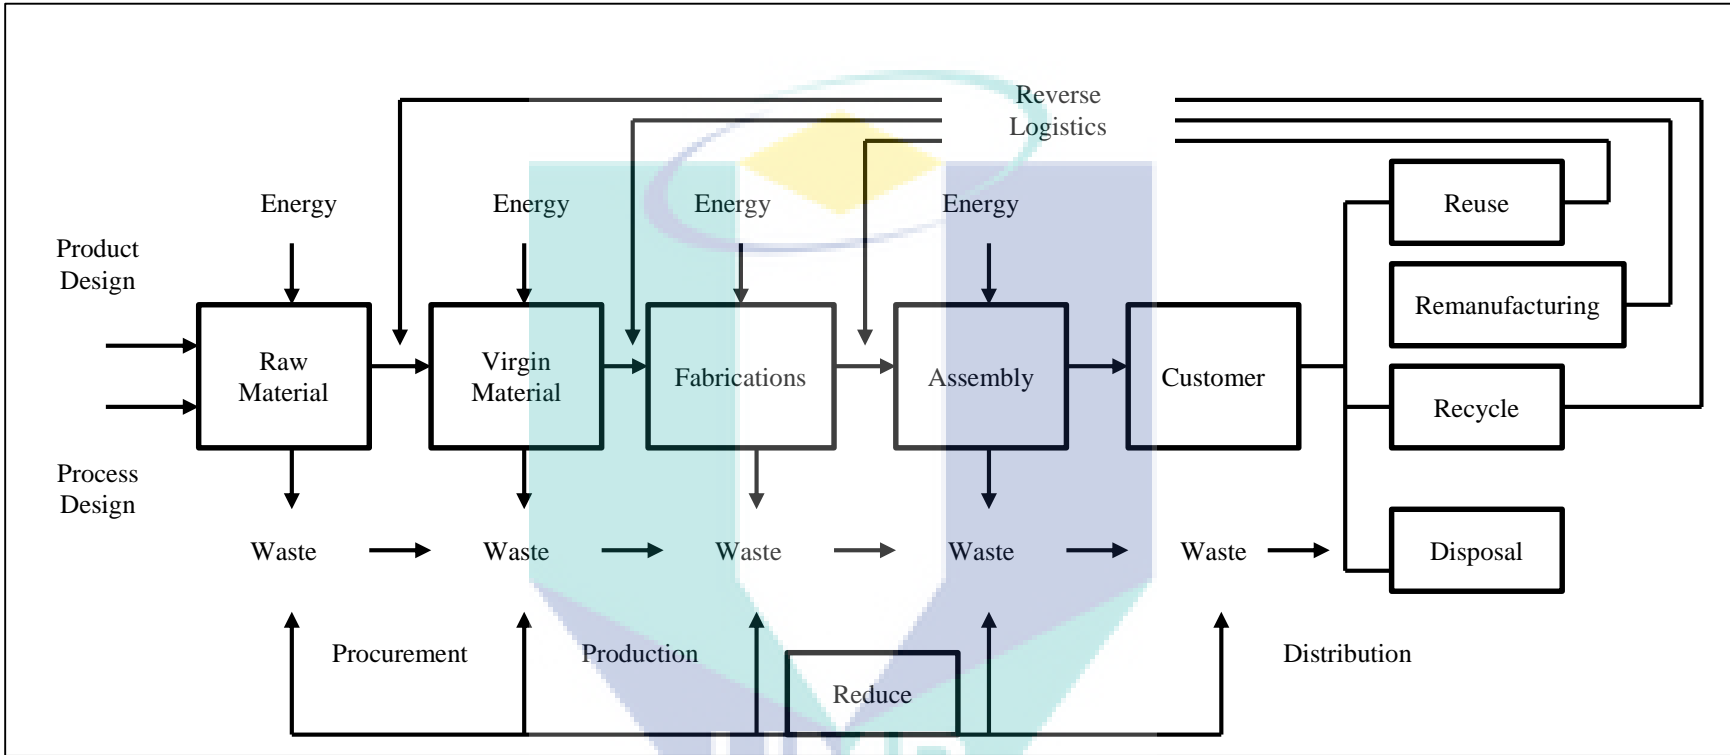 Reverse
Logistics
Energy
Energy
Energy
Energy
Product
Design
Reuse
Remanufacturing
Raw
Material
Virgin
Material
Fabrications
Assembly
Customer
Recycle
Process
Design
Waste
Waste
Waste
Waste
Waste
Disposal
Procurement
Production
Distribution
Reduce